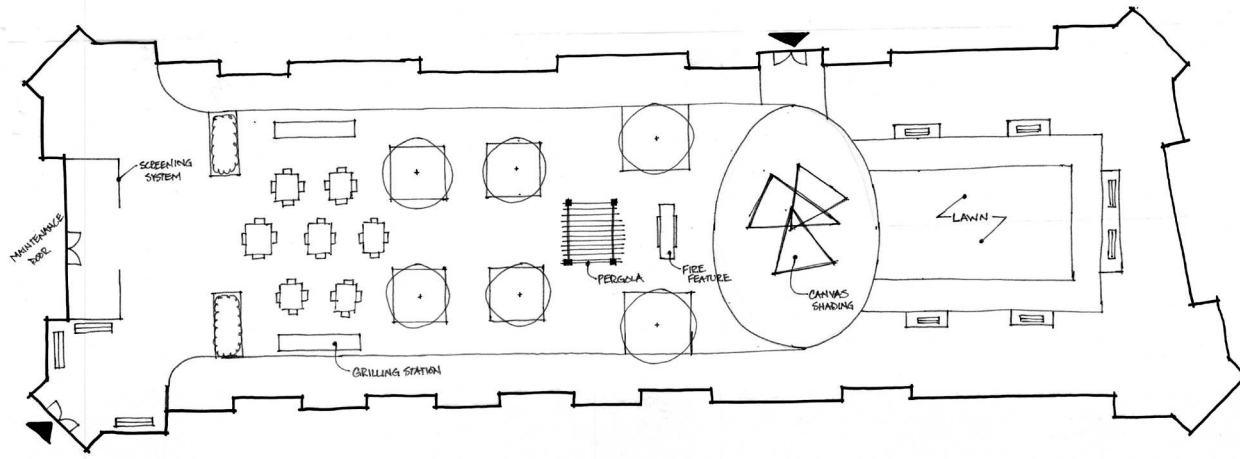 SCREENING
SYSTEM
MAINTENANCE
DOOR
PERGOLA
FIRE
FEATURE
LAWN
CANVAS
SHADING
GRILLING STATION